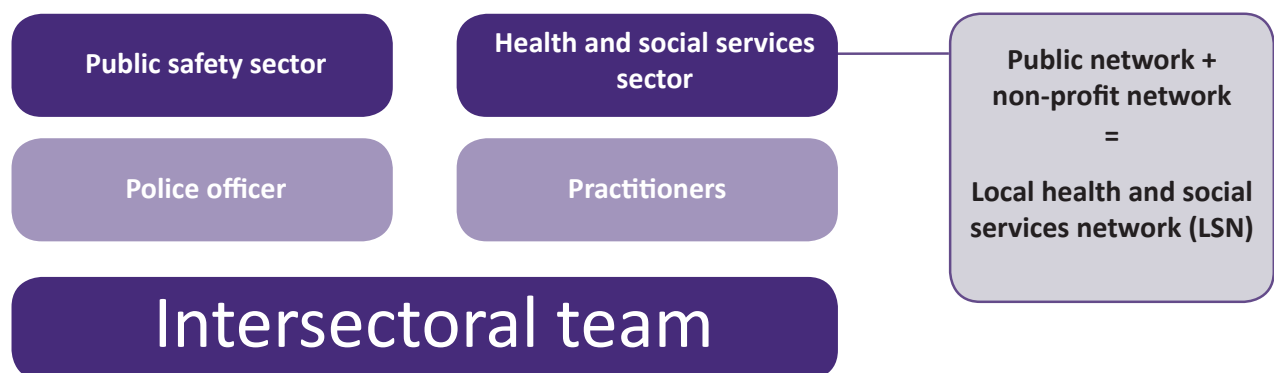 Public safety sector
Health and social services
sector
Public network +
non-profit network
=
Local health and social
services network (LSN)
Police officer
Practitioners
Intersectoral team